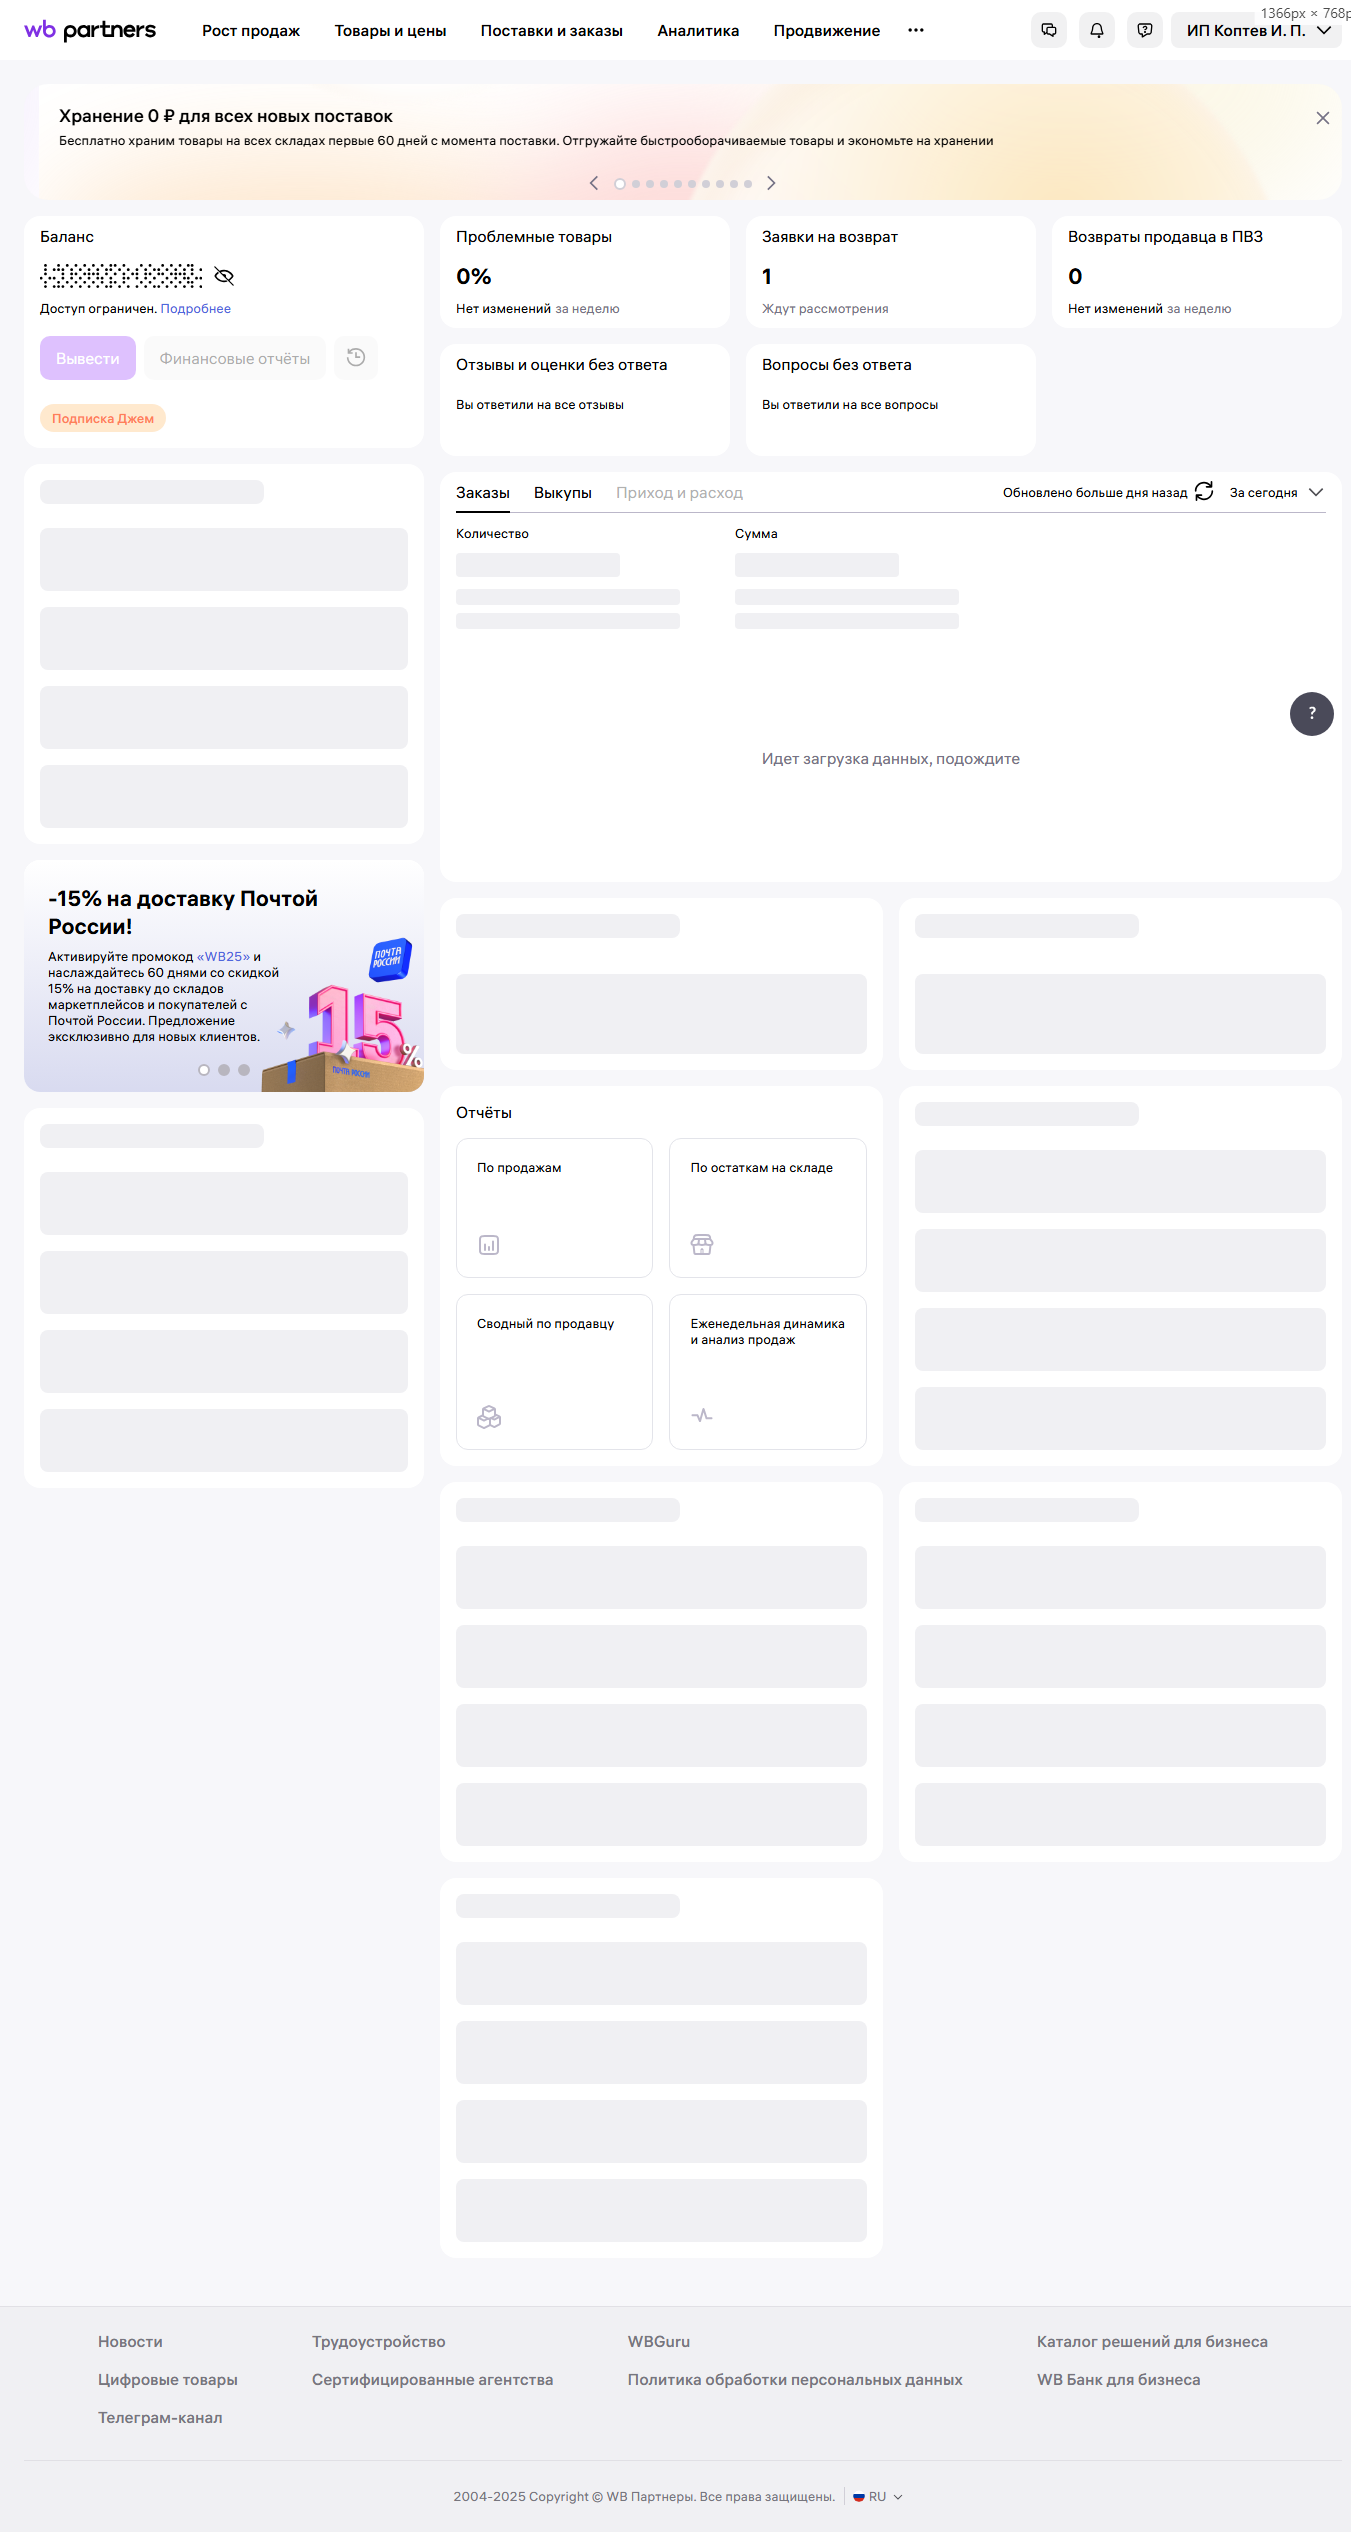 wb partners
Рост продаж
Товары и цены
Поставки и заказы
Аналитика
Продвижение
ИП Коптев И. П.
1366px × 768p
Хранение 0 ₽ для всех новых поставок
Бесплатно храним товары на всех складах первые 60 дней с момента поставки. Отгружайте быстрооборачиваемые товары и экономьте на хранении
Баланс
Доступ ограничен. Подробнее
Вывести
Финансовые отчёты
Подписка Джем
Проблемные товары
0%
Нет изменений за неделю
Заявки на возврат
1
Ждут рассмотрения
Возвраты продавца в ПВЗ
0
Нет изменений за неделю
Отзывы и оценки без ответа
Вы ответили на все отзывы
Вопросы без ответа
Вы ответили на все вопросы
Заказы
Выкупы
Приход и расход
Обновлено больше дня назад
За сегодня
Количество
Сумма
?
Идет загрузка данных, подождите
-15% на доставку Почтой
России!
Активируйте промокод «WB25» и
наслаждайтесь 60 днями со скидкой
15% на доставку до складов
маркетплейсов и покупателей с
Почтой России. Предложение
эксклюзивно для новых клиентов.
ПОЧТА
РОССИИ
15%
ПОЧТА РОССИИ
Отчёты
По продажам
По остаткам на складе
Сводный по продавцу
Еженедельная динамика
и анализ продаж
Новости
Трудоустройство
WBGuru
Каталог решений для бизнеса
Цифровые товары
Сертифицированные агентства
Политика обработки персональных данных
WB Банк для бизнеса
Телеграм-канал
2004-2025 Copyright © WB Партнеры. Все права защищены.
RU